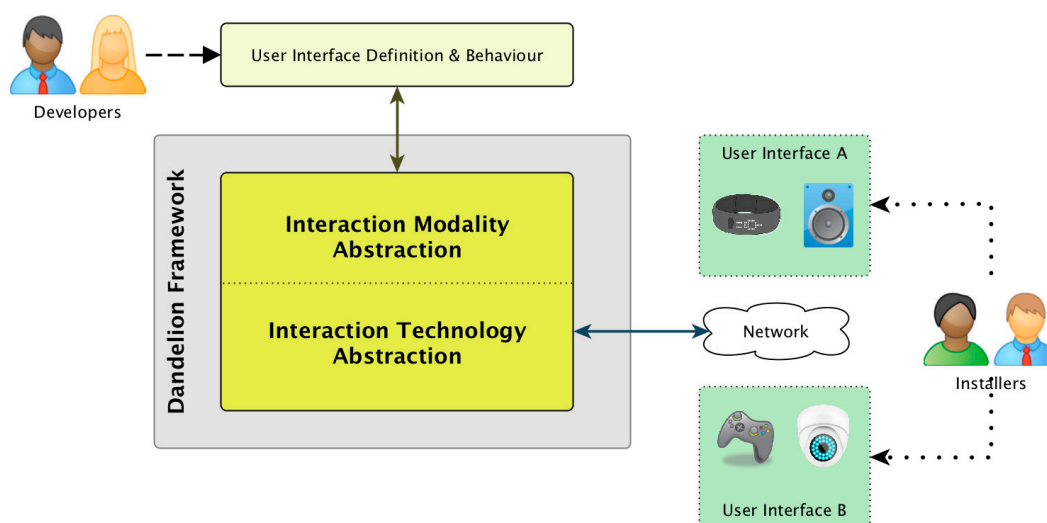 User Interface Definition & Behaviour
Developers
Dandelion Framework
Interaction Modality
Abstraction
Interaction Technology
Abstraction
User Interface A
Network
Installers
User Interface B